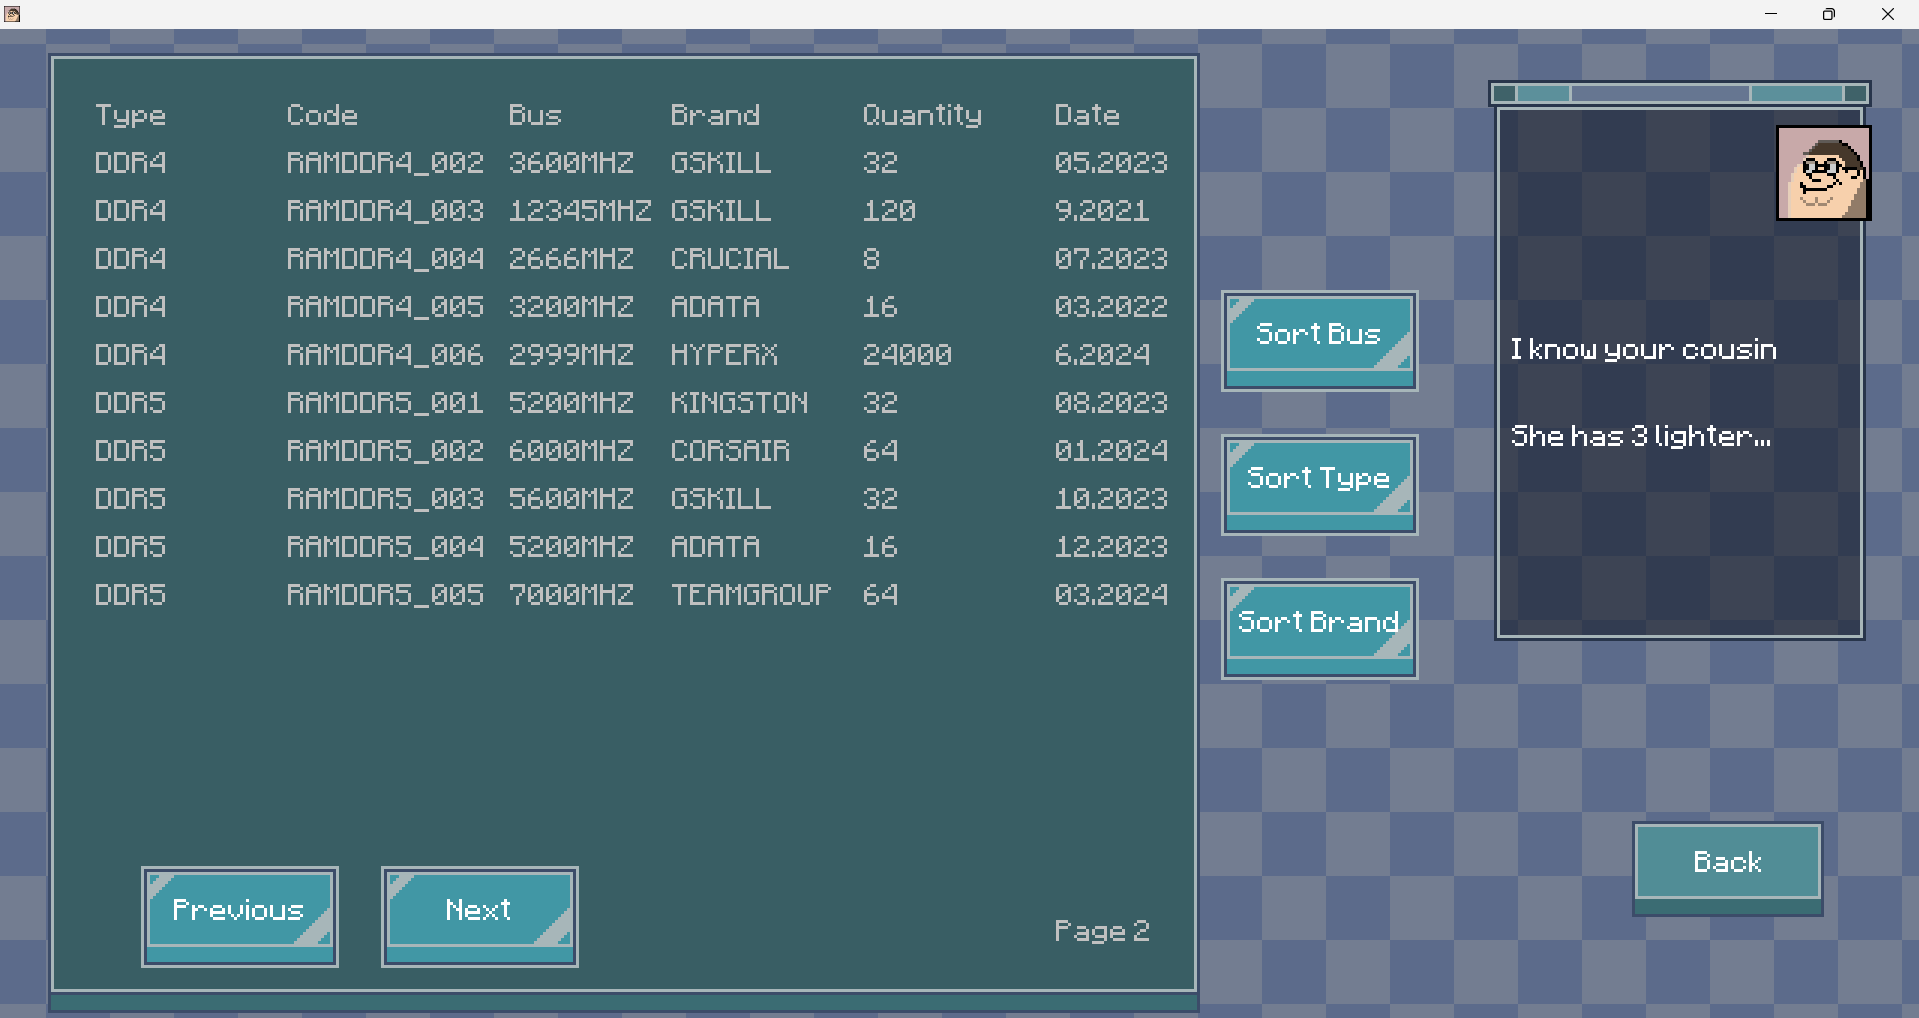 Type Code Bus Brand Quantity Date
DDR4 RAMDDR4_002 3600MHZ GSKILL 32 05.2023
DDR4 RAMDDR4_003 12345MHZ GSKILL 120 9.2021
DDR4 RAMDDR4_004 2666MHZ CRUCIAL 8 07.2023
DDR4 RAMDDR4_005 3200MHZ ADATA 16 03.2022
DDR4 RAMDDR4_006 2999MHZ HYPERX 24000 6.2024
DDR5 RAMDDR5_001 5200MHZ KINGSTON 32 08.2023
DDR5 RAMDDR5_002 6000MHZ CORSAIR 64 01.2024
DDR5 RAMDDR5_003 5600MHZ GSKILL 32 10.2023
DDR5 RAMDDR5_004 5200MHZ ADATA 16 12.2023
DDR5 RAMDDR5_005 7000MHZ TEAMGROUP 64 03.2024
Previous
Next
Page 2
Sort Bus
Sort Type
Sort Brand
I know your cousin
She has 3 lighter...
Back